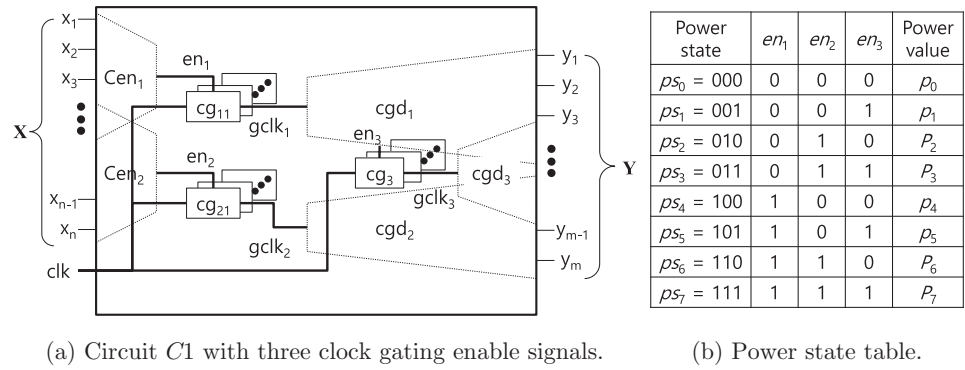 x1
x2
x3
X
xn-1
xn
clk
Cen1
Cen2
en1
cg11
gclk1
en2
cg21
gclk2
en3
cg3
gclk3
cgd1
cgd3
cgd2
y1
y2
y3
Y
ym-1
ym
Power state en1 en2 en3 Power value
ps0 = 000 0 0 0 p0
ps1 = 001 0 0 1 p1
ps2 = 010 0 1 0 P2
ps3 = 011 0 1 1 P3
ps4 = 100 1 0 0 p4
ps5 = 101 1 0 1 p5
ps6 = 110 1 1 0 P6
ps7 = 111 1 1 1 P7
(a) Circuit C1 with three clock gating enable signals.
(b) Power state table.